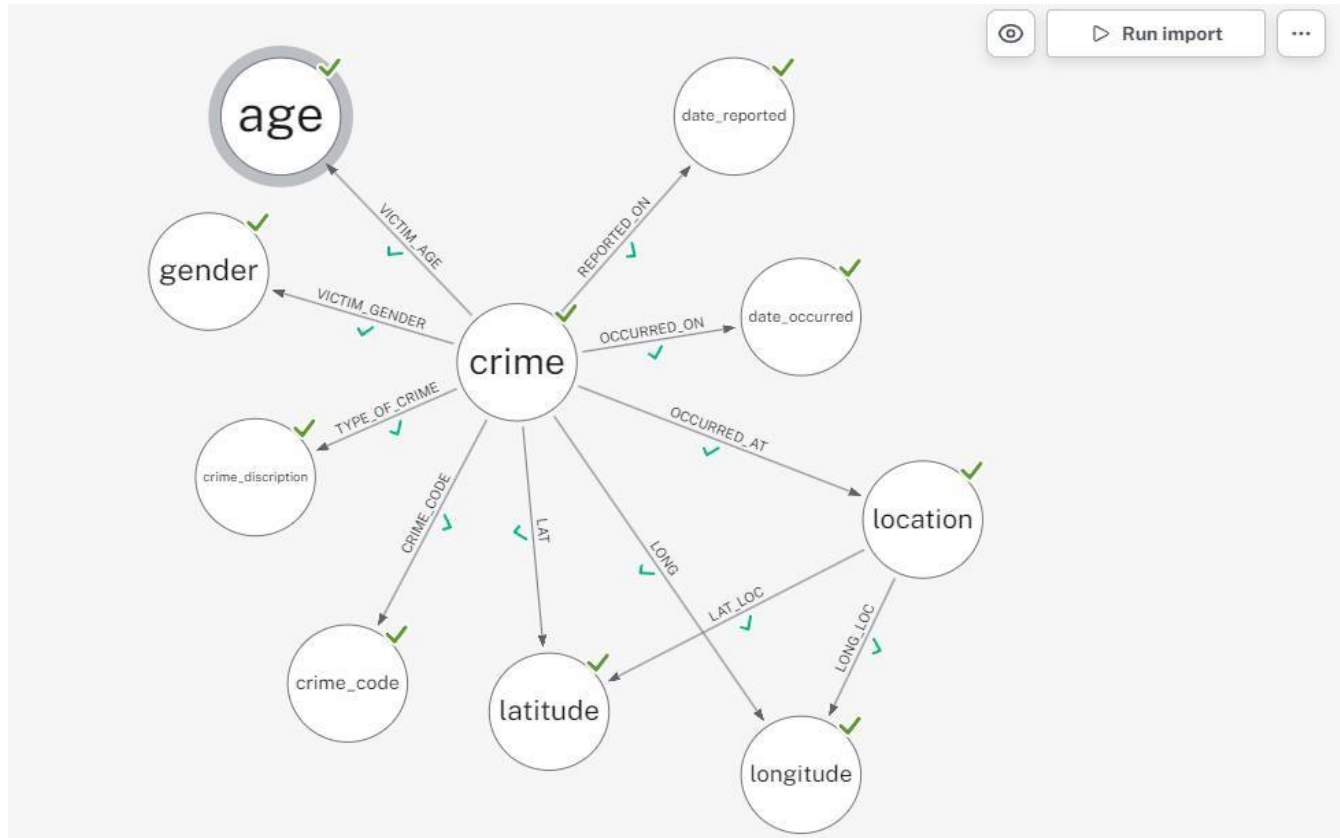 Run import
age
date_reported
VICTIM_AGE
REPORTED_ON
gender
VICTIM_GENDER
date_occurred
OCCURRED_ON
crime
TYPE_OF_CRIME
OCCURRED_AT
crime_discription
CRIME_CODE
LAT
LONG
location
LAT_LOC
LONG_LOC
crime_code
latitude
longitude